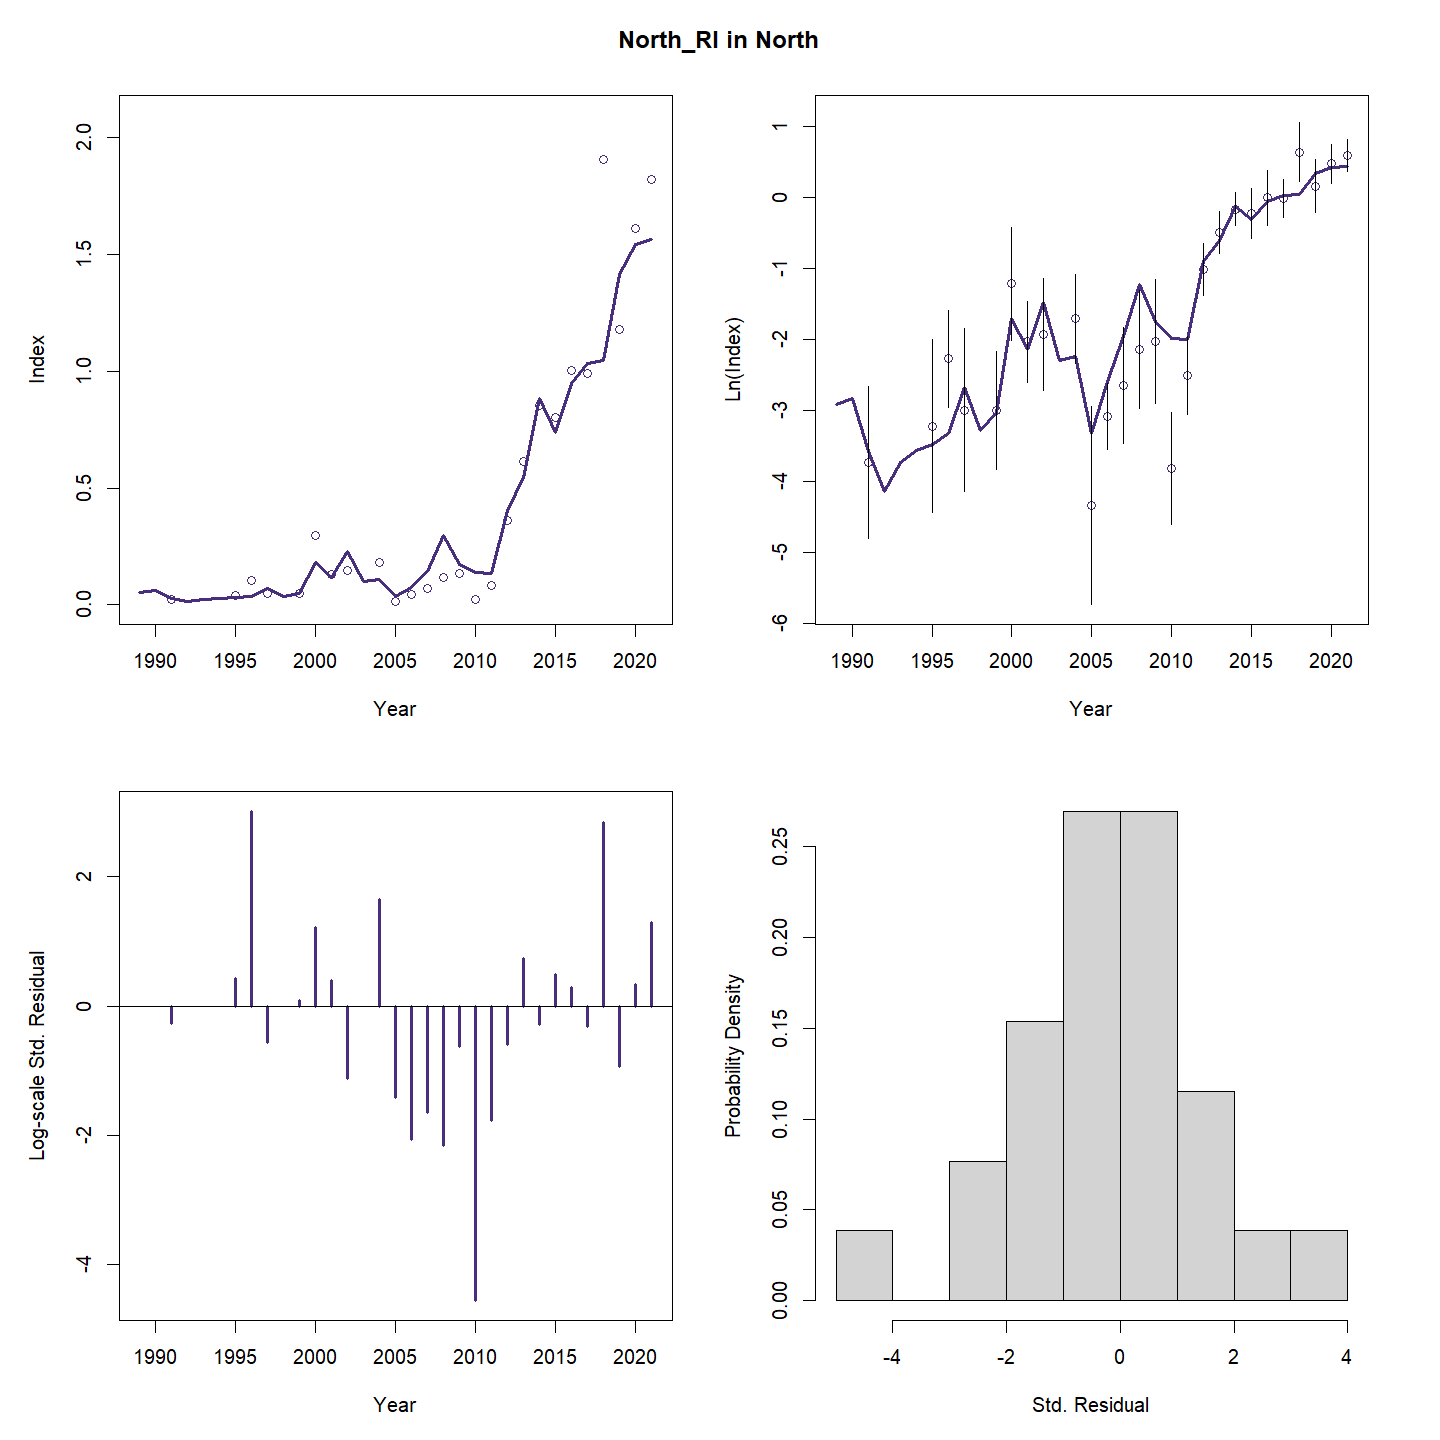 North_RI in North
Index
2.0
1.5
1.0
0.5
0.0
1990 1995 2000 2005 2010 2015 2020
Year
Ln(Index)
1
0
-1
-2
-3
-4
-5
-6
1990 1995 2000 2005 2010 2015 2020
Year
Log-scale Std. Residual
2
0
-2
-4
1990 1995 2000 2005 2010 2015 2020
Year
Probability Density
0.25
0.20
0.15
0.10
0.05
0.00
-4 -2 0 2 4
Std. Residual